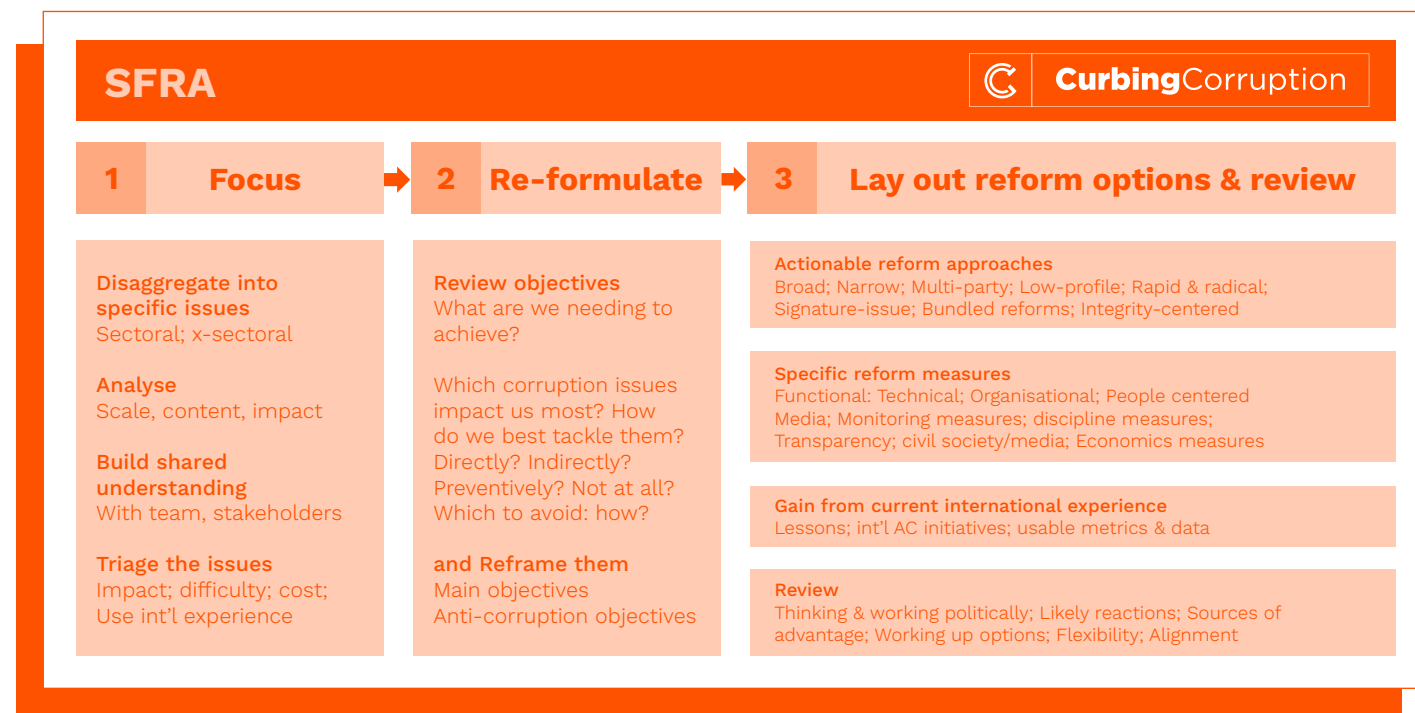 SFRA
C CurbingCorruption
1 Focus
2 Re-formulate
3 Lay out reform options & review
Disaggregate into
specific issues
Sectoral; x-sectoral
Analyse
Scale, content, impact
Build shared
understanding
With team, stakeholders
Triage the issues
Impact; difficulty; cost;
Use int’l experience
Review objectives
What are we needing to
achieve?
Which corruption issues
impact us most? How
do we best tackle them?
Directly? Indirectly?
Preventively? Not at all?
Which to avoid: how?
and Reframe them
Main objectives
Anti-corruption objectives
Actionable reform approaches
Broad; Narrow; Multi-party; Low-profile; Rapid & radical;
Signature-issue; Bundled reforms; Integrity-centered
Specific reform measures
Functional: Technical; Organisational; People centered
Media; Monitoring measures; discipline measures;
Transparency; civil society/media; Economics measures
Gain from current international experience
Lessons; int’l AC initiatives; usable metrics & data
Review
Thinking & working politically; Likely reactions; Sources of
advantage; Working up options; Flexibility; Alignment